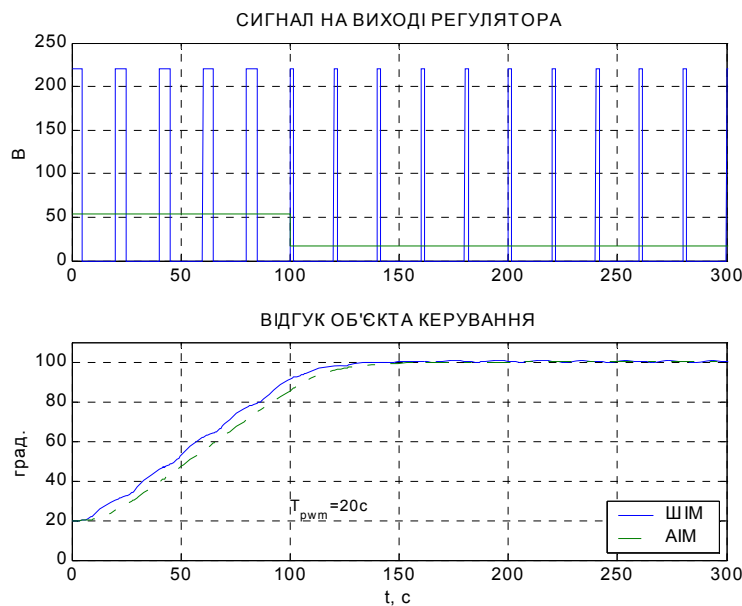 СИГНАЛ НА ВИХОДІ РЕГУЛЯТОРА
В
250
200
150
100
50
0
0 50 100 150 200 250 300
ВІДГУК ОБ'ЄКТА КЕРУВАННЯ
град.
100
80
60
40
20
0
T_pwm=20с
ШІМ
АІМ
0 50 100 150 200 250 300
t, с